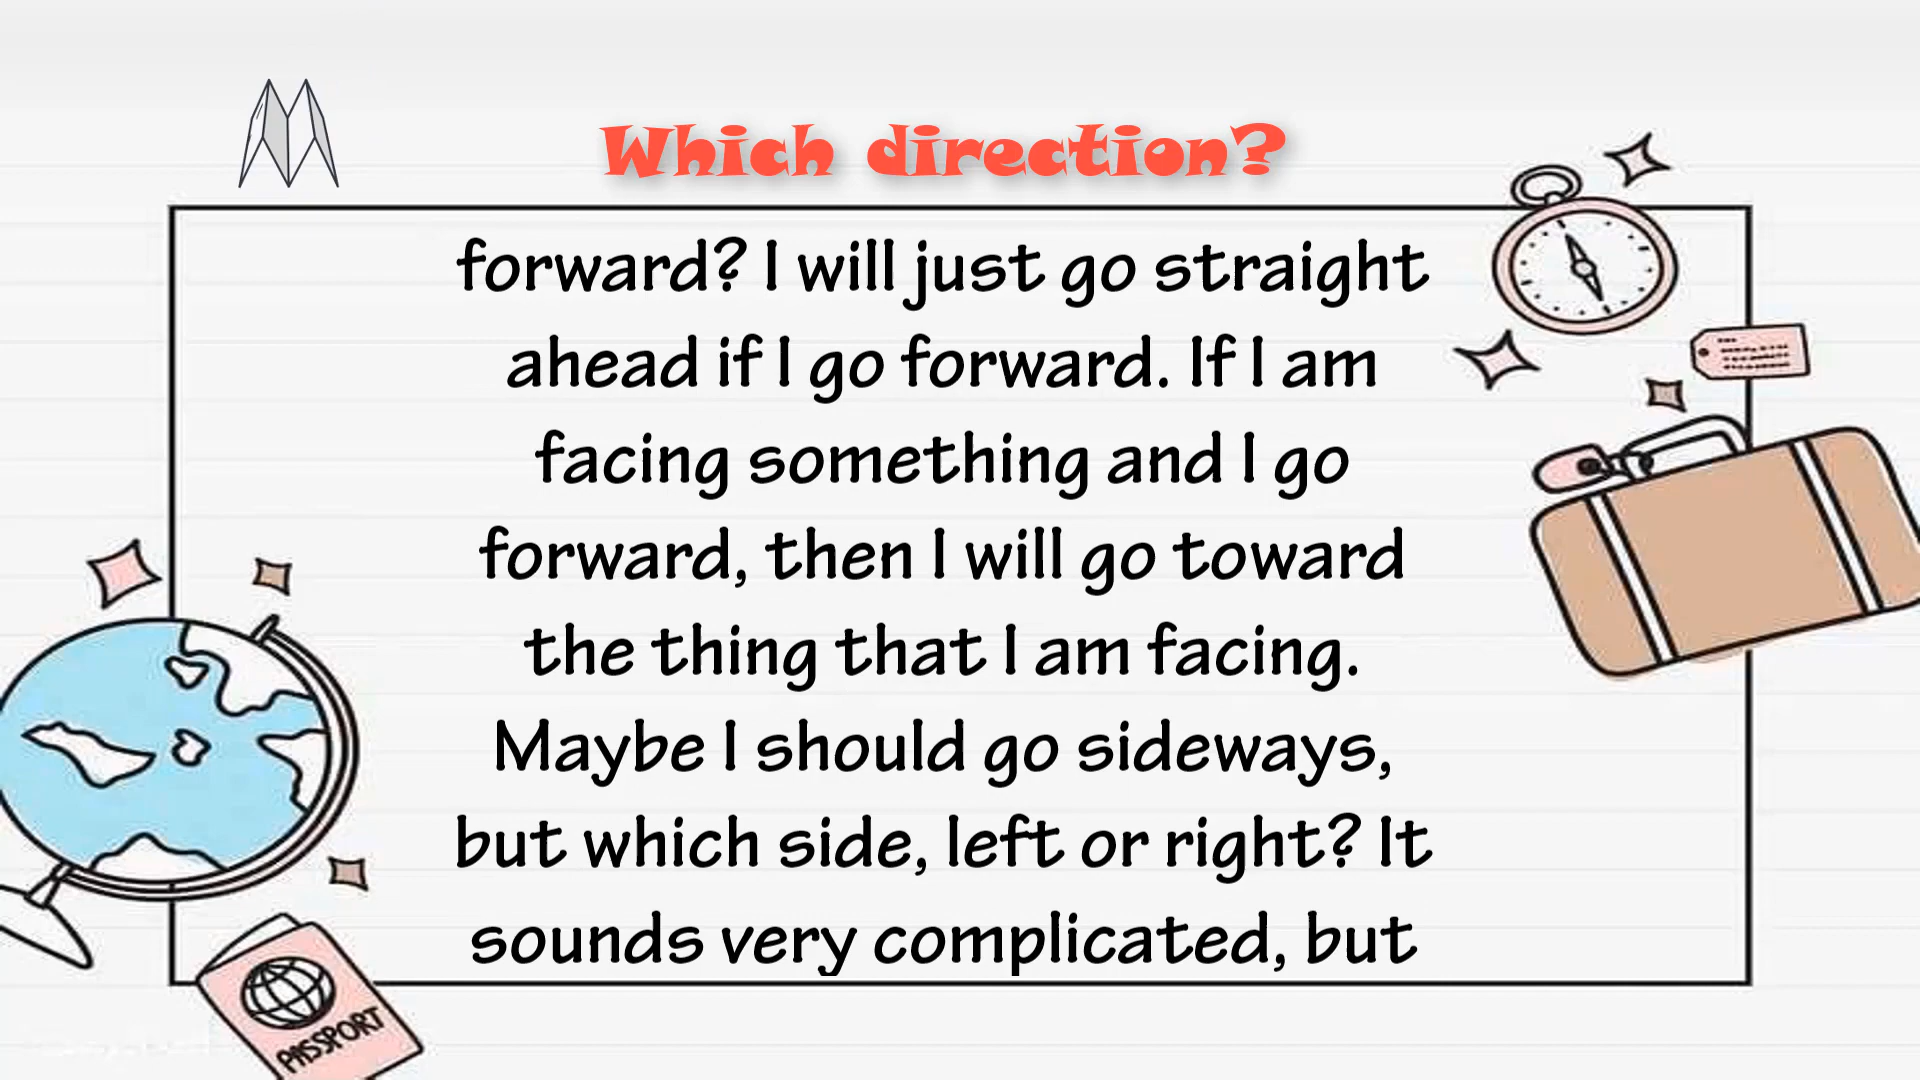 Which direction?
forward? I will just go straight
ahead if I go forward. If I am
facing something and I go
forward, then I will go toward
the thing that I am facing.
Maybe I should go sideways,
but which side, left or right? It
sounds very complicated, but
PASSPORT